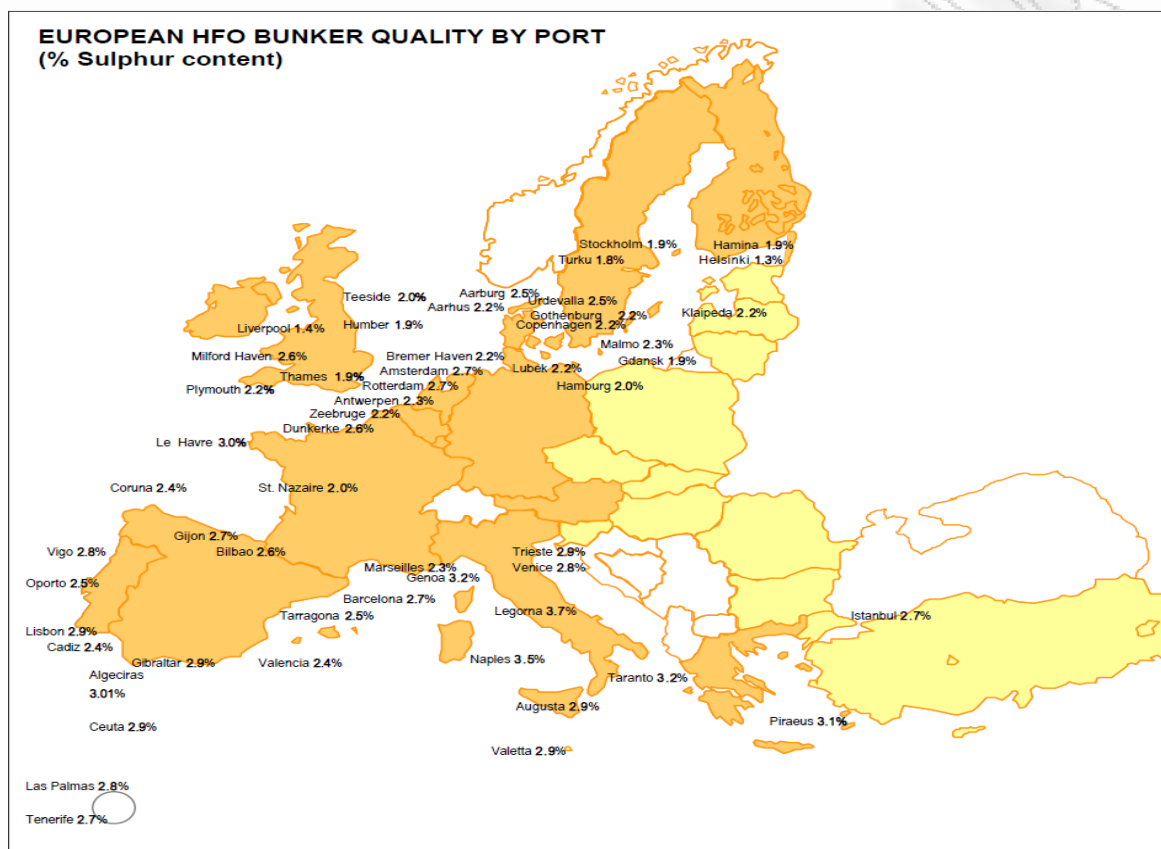 EUROPEAN HFO BUNKER QUALITY BY PORT
(% Sulphur content)
Stockholm 1.9%
Hamina 1.9%
Turku 1.8%
Helsinki 1.3%
Teeside 2.0%
Aarburg 2.5%
Urdevalla 2.5%
Aarhus 2.2%
Gothenburg 2.2%
Klaipeda 2.2%
Liverpool 1.4%
Humber 1.9%
Copenhagen 2.2%
Malmo 2.3%
Milford Haven 2.6%
Bremer Haven 2.2%
Gdansk 1.9%
Amsterdam 2.7%
Lubek 2.2%
Thames 1.9%
Plymouth 2.2%
Rotterdam 2.7%
Hamburg 2.0%
Antwerpen 2.3%
Zeebruge 2.2%
Dunkerke 2.6%
Le Havre 3.0%
Coruna 2.4%
St. Nazaire 2.0%
Gijon 2.7%
Vigo 2.8%
Bilbao 2.6%
Trieste 2.9%
Marseilles 2.3%
Venice 2.8%
Genoa 3.2%
Oporto 2.5%
Barcelona 2.7%
Tarragona 2.5%
Legorna 3.7%
Istanbul 2.7%
Lisbon 2.9%
Cadiz 2.4%
Gibraltar 2.9%
Valencia 2.4%
Naples 3.5%
Algeciras
3.01%
Taranto 3.2%
Augusta 2.9%
Ceuta 2.9%
Piraeus 3.1%
Valetta 2.9%
Las Palmas 2.8%
Tenerife 2.7%